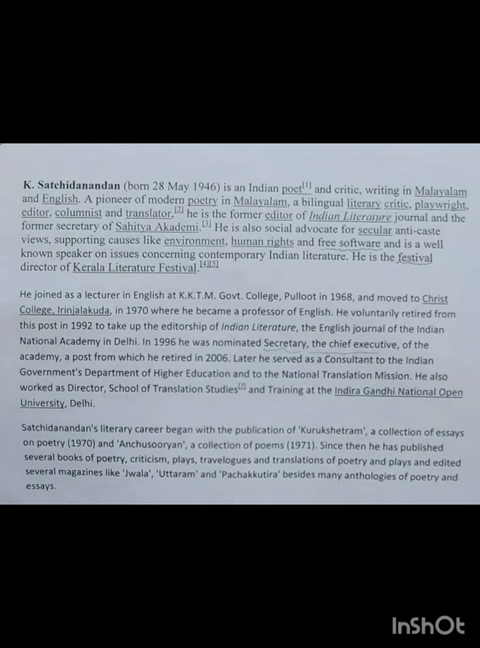 K. Satchidanandan (born 28 May 1946) is an Indian poet[1] and critic, writing in Malayalam
and English. A pioneer of modern poetry in Malayalam, a bilingual literary critic, playwright,
editor, columnist and translator,[2] he is the former editor of Indian Literature journal and the
former secretary of Sahitya Akademi.[3] He is also social advocate for secular anti-caste
views, supporting causes like environment, human rights and free software and is a well
known speaker on issues concerning contemporary Indian literature. He is the festival
director of Kerala Literature Festival.[4][5]
He joined as a lecturer in English at K.K.T.M. Govt. College, Pulloot in 1968, and moved to Christ
College, Irinjalakuda, in 1970 where he became a professor of English. He voluntarily retired from
this post in 1992 to take up the editorship of Indian Literature, the English journal of the Indian
National Academy in Delhi. In 1996 he was nominated Secretary, the chief executive, of the
academy, a post from which he retired in 2006. Later he served as a Consultant to the Indian
Government's Department of Higher Education and to the National Translation Mission. He also
worked as Director, School of Translation Studies[7] and Training at the Indira Gandhi National Open
University, Delhi.
Satchidanandan's literary career began with the publication of 'Kurukshetram', a collection of essays
on poetry (1970) and 'Anchusooryan', a collection of poems (1971). Since then he has published
several books of poetry, criticism, plays, travelogues and translations of poetry and plays and edited
several magazines like 'Jwala', 'Uttaram' and 'Pachakkutira' besides many anthologies of poetry and
essays.
InShOt